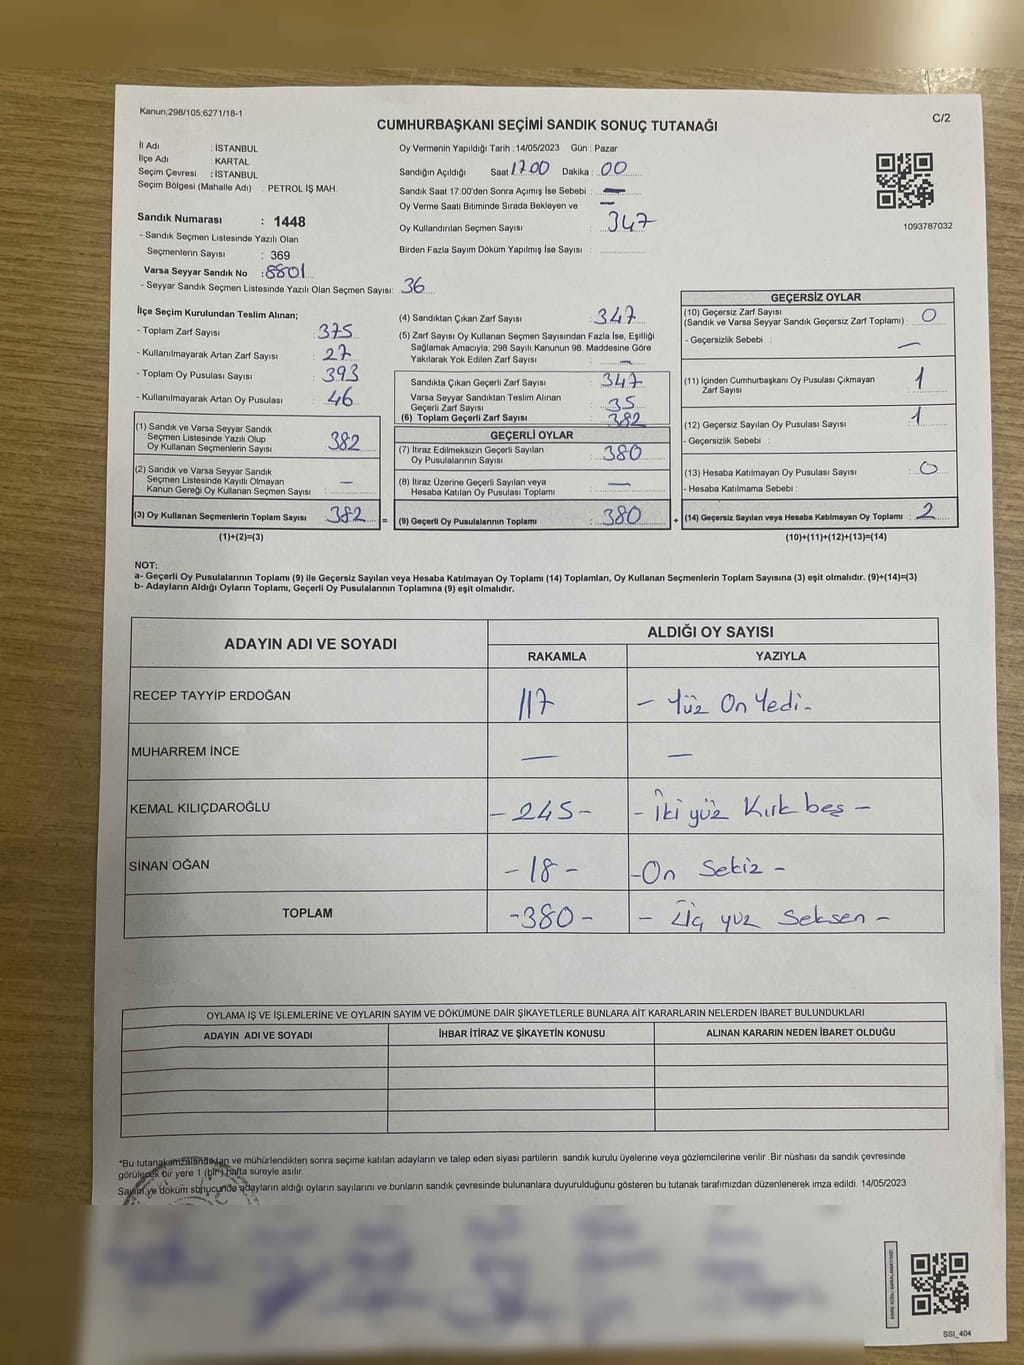 Kanun;298/105;6271/18-1
C/2
CUMHURBAŞKANI SEÇİMİ SANDIK SONUÇ TUTANAĞI
İl Adı : İSTANBUL
İlçe Adı : KARTAL
Seçim Çevresi : İSTANBUL
Seçim Bölgesi (Mahalle Adı) : PETROL İŞ MAH.
Sandık Numarası : 1448
- Sandık Seçmen Listesinde Yazılı Olan
Seçmenlerin Sayısı : 369
Varsa Seyyar Sandık No : 8801
- Seyyar Sandık Seçmen Listesinde Yazılı Olan Seçmen Sayısı: 36
Oy Vermenin Yapıldığı Tarih : 14/05/2023 Gün : Pazar
Sandığın Açıldığı Saat 17.00 Dakika : 00
Sandık Saat 17:00'den Sonra Açımış İse Sebebi : —
Oy Verme Saati Bitiminde Sırada Bekleyen ve —
Oy Kullandırılan Seçmen Sayısı : 347
Birden Fazla Sayım Döküm Yapılmış İse Sayısı :
1093787032
İlçe Seçim Kurulundan Teslim Alınan;
- Toplam Zarf Sayısı : 375
- Kullanılmayarak Artan Zarf Sayısı : 27
- Toplam Oy Pusulası Sayısı : 393
- Kullanılmayarak Artan Oy Pusulası : 46
(1) Sandık ve Varsa Seyyar Sandık
Seçmen Listesinde Yazılı Olup
Oy Kullanan Seçmenlerin Sayısı : 382
(2) Sandık ve Varsa Seyyar Sandık
Seçmen Listesinde Kayıtlı Olmayan
Kanun Gereği Oy Kullanan Seçmen Sayısı : —
(3) Oy Kullanan Seçmenlerin Toplam Sayısı : 382 =
(1)+(2)=(3)
(4) Sandıktan Çıkan Zarf Sayısı : 347
(5) Zarf Sayısı Oy Kullanan Seçmen Sayısından Fazla İse, Eşitliği
Sağlamak Amacıyla; 298 Sayılı Kanunun 98. Maddesine Göre
Yakılarak Yok Edilen Zarf Sayısı : —
Sandıkta Çıkan Geçerli Zarf Sayısı : 347
Varsa Seyyar Sandıktan Teslim Alınan
Geçerli Zarf Sayısı : 35
(6) Toplam Geçerli Zarf Sayısı : 382
GEÇERLİ OYLAR
(7) İtiraz Edilmeksizin Geçerli Sayılan
Oy Pusulalarının Sayısı : 380
(8) İtiraz Üzerine Geçerli Sayılan veya
Hesaba Katılan Oy Pusulası Toplamı : —
(9) Geçerli Oy Pusulalarının Toplamı : 380 +
GEÇERSİZ OYLAR
(10) Geçersiz Zarf Sayısı
(Sandık ve Varsa Seyyar Sandık Geçersiz Zarf Toplamı) : 0
- Geçersizlik Sebebi : —
(11) İçinden Cumhurbaşkanı Oy Pusulası Çıkmayan
Zarf Sayısı : 1
(12) Geçersiz Sayılan Oy Pusulası Sayısı : 1
- Geçersizlik Sebebi :
(13) Hesaba Katılmayan Oy Pusulası Sayısı : 0
- Hesaba Katılmama Sebebi :
(14) Geçersiz Sayılan veya Hesaba Katılmayan Oy Toplamı : 2
(10)+(11)+(12)+(13)=(14)
NOT:
a- Geçerli Oy Pusulalarının Toplamı (9) ile Geçersiz Sayılan veya Hesaba Katılmayan Oy Toplamı (14) Toplamları, Oy Kullanan Seçmenlerin Toplam Sayısına (3) eşit olmalıdır. (9)+(14)=(3)
b- Adayların Aldığı Oyların Toplamı, Geçerli Oy Pusulalarının Toplamına (9) eşit olmalıdır.
ADAYIN ADI VE SOYADI
ALDIĞI OY SAYISI
RAKAMLA YAZIYLA
RECEP TAYYİP ERDOĞAN 117 - Yüz On Yedi -
MUHARREM İNCE — —
KEMAL KILIÇDAROĞLU - 245 - - İki yüz Kırk beş -
SİNAN OĞAN - 18 - - On Sekiz -
TOPLAM - 380 - - Üç yüz Seksen -
OYLAMA İŞ VE İŞLEMLERİNE VE OYLARIN SAYIM VE DÖKÜMÜNE DAİR ŞİKAYETLERLE BUNLARA AİT KARARLARIN NELERDEN İBARET BULUNDUKLARI
ADAYIN ADI VE SOYADI İHBAR İTİRAZ VE ŞİKAYETİN KONUSU ALINAN KARARIN NEDEN İBARET OLDUĞU
*Bu tutanak imzalandıktan ve mühürlendikten sonra seçime katılan adayların ve talep eden siyasi partilerin sandık kurulu üyelerine veya gözlemcilerine verilir .Bir nüshası da sandık çevresinde
görülecek bir yere 1 (bir) hafta süreyle asılır.
Sayım ve döküm sonucunda adayların aldığı oyların sayılarını ve bunların sandık çevresinde bulunanlara duyurulduğunu gösteren bu tutanak tarafımızdan düzenlenerek imza edildi. 14/05/2023
SSI_404